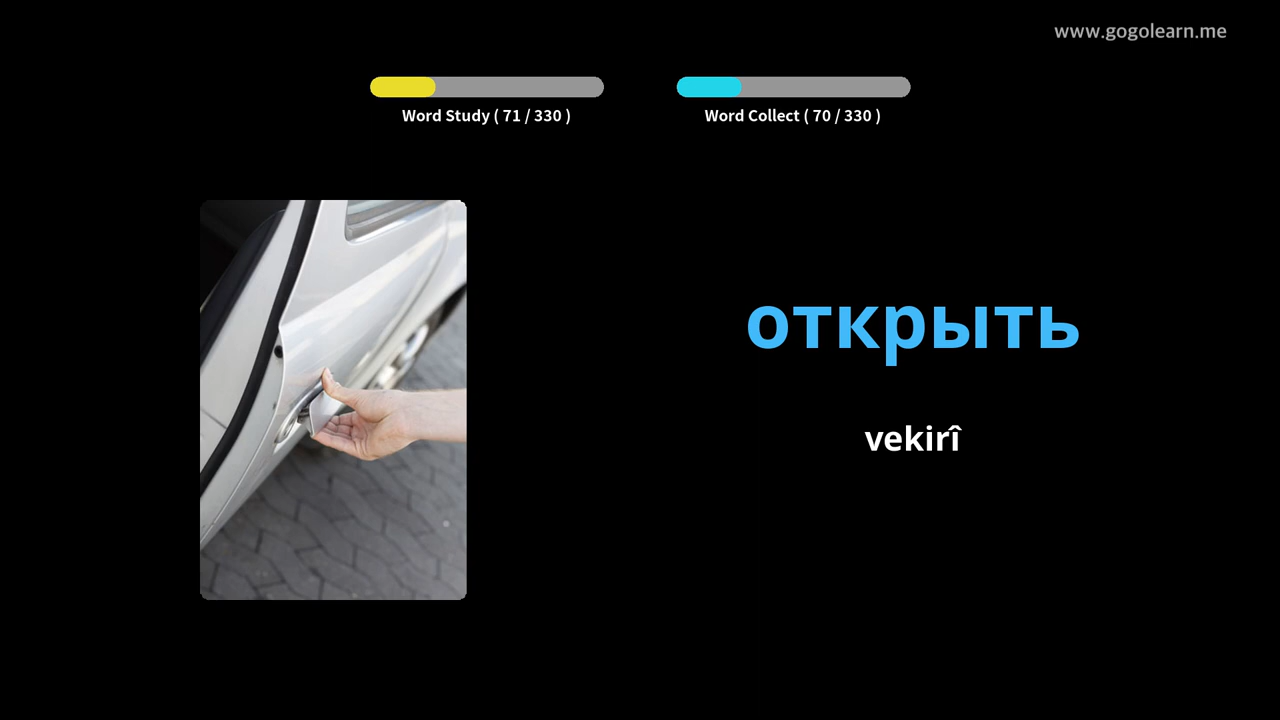 www.gogolearn.me
Word Study ( 71 / 330 )
Word Collect ( 70 / 330 )
открыть
vekirî